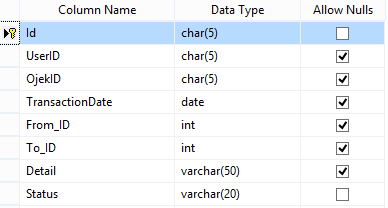 Column Name Data Type Allow Nulls
Id char(5)
UserID char(5)
OjekID char(5)
TransactionDate date
From_ID int
To_ID int
Detail varchar(50)
Status varchar(20)